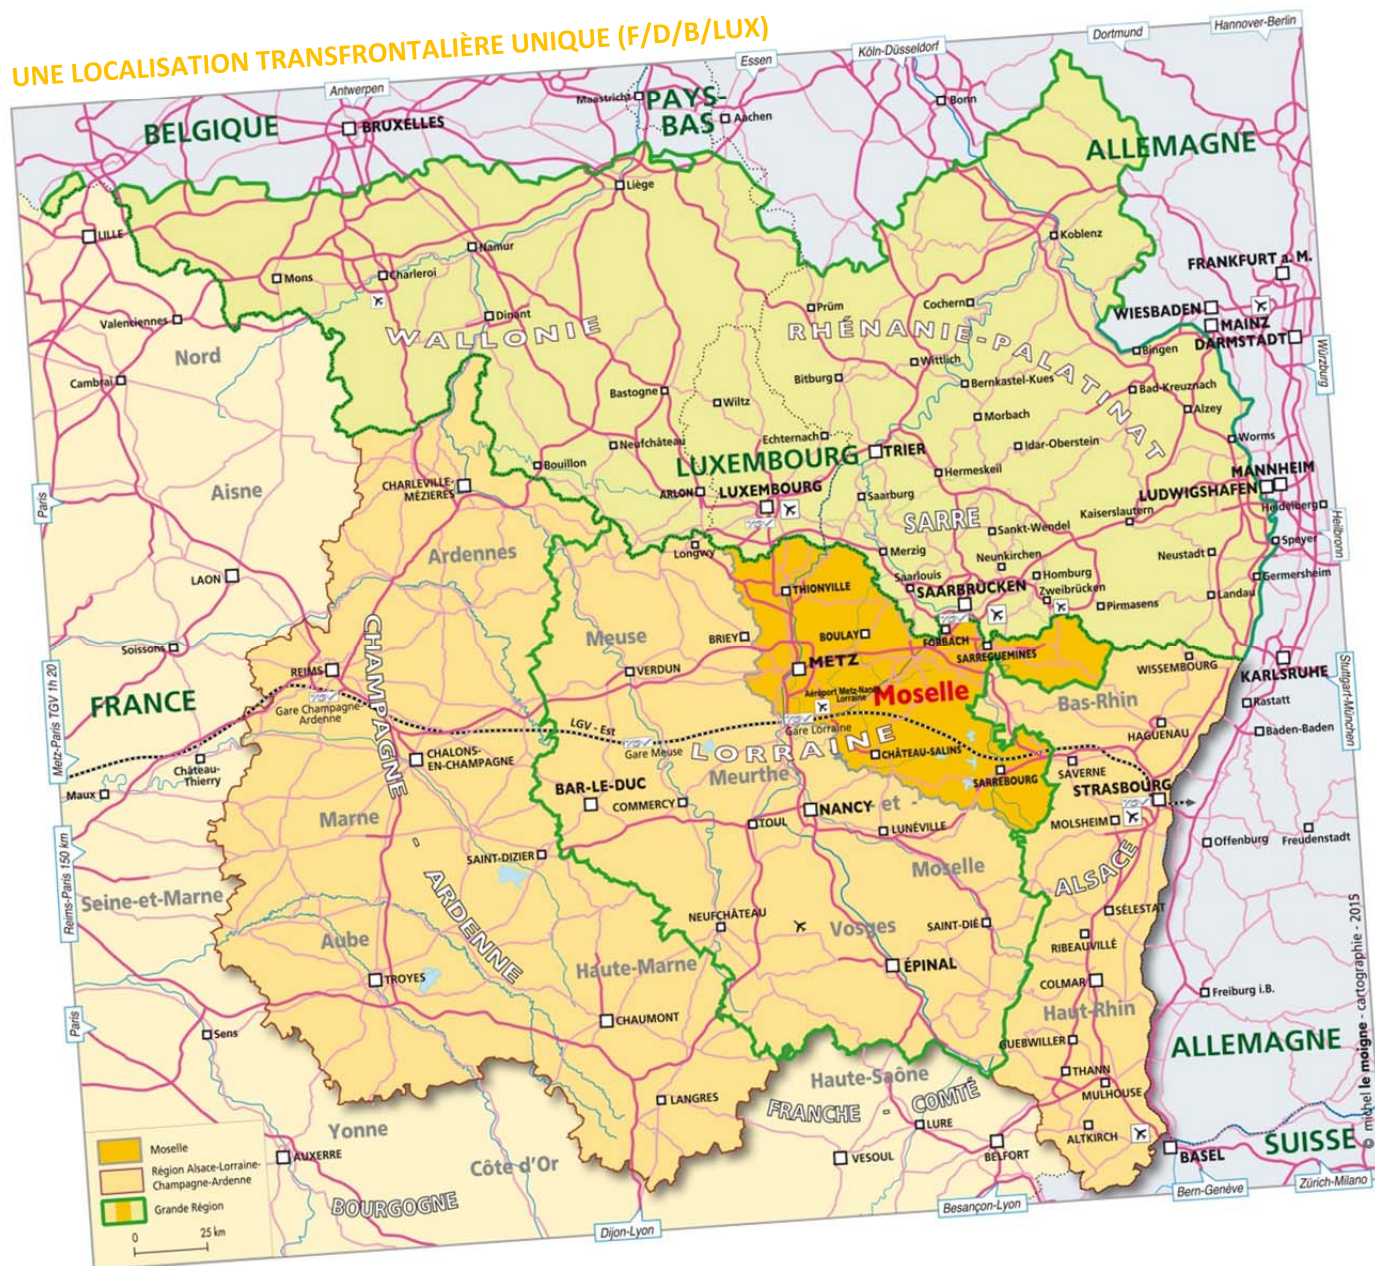 UNE LOCALISATION TRANSFRONTALIÈRE UNIQUE (F/D/B/LUX)
Hannover-Berlin
Dortmund
Köln-Düsseldorf
Essen
Antwerpen
Maastricht
PAYS-
BAS
Aachen
Bonn
BELGIQUE
BRUXELLES
ALLEMAGNE
Liège
LILLE
Namur
Koblenz
Mons
Charleroi
FRANKFURT a. M.
Valenciennes
Dinant
Prüm
Cochern
WIESBADEN
MAINZ
DARMSTADT
WALLONIE
RHÉNANIE-PALATINAT
Nord
Bingen
Würzburg
Wittlich
Cambrai
Bastogne
Wiltz
Bitburg
Bernkastel-Kues
Bad-Kreuznach
Alzey
Morbach
Neufchâteau
Echternach
Idar-Oberstein
Worms
Bouillon
LUXEMBOURG
TRIER
Hermeskeil
MANNHEIM
LUDWIGSHAFEN
Heidelberg
CHARLEVILLE-
MÉZIERES
ARLON
LUXEMBOURG
Saarburg
Aisne
Paris
SARRE
Sankt-Wendel
Kaiserslautern
Heilbronn
Speyer
Ardennes
Longwy
Merzig
Neunkirchen
Neustadt
LAON
Saarlouis
SAARBRÜCKEN
Homburg
Zweibrücken
Germersheim
Landau
Pirmasens
THIONVILLE
CHAMPAGNE - ARDENNE
Meuse
BRIEY
BOULAY
FORBACH
SARREGUEMINES
Soissons
REIMS
VERDUN
METZ
WISSEMBOURG
KARLSRUHE
Stuttgart-München
Metz-Paris TGV 1h 20
FRANCE
Gare Champagne-
Ardenne
Aéroport Metz-Nancy
Lorraine
Moselle
Bas-Rhin
Rastatt
LGV - Est
Gare Lorraine
HAGUENAU
Baden-Baden
Gare Meuse
LORRAINE
CHÂTEAU-SALINS
Château-
Thierry
CHALONS-
EN-CHAMPAGNE
Meurthe - et - Moselle
SARREBOURG
SAVERNE
STRASBOURG
Maux
BAR-LE-DUC
COMMERCY
NANCY
TOUL
LUNÉVILLE
MOLSHEIM
Marne
Offenburg
Freudenstadt
Reims-Paris 150 km
SAINT-DIZIER
ALSACE
Seine-et-Marne
SÉLESTAT
NEUFCHÂTEAU
Vosges
SAINT-DIÉ
RIBEAUVILLÉ
Aube
Haute-Marne
ÉPINAL
COLMAR
TROYES
Freiburg i.B.
Haut-Rhin
Paris
Sens
CHAUMONT
GUEBWILLER
ALLEMAGNE
THANN
Haute-Saône
MULHOUSE
LANGRES
FRANCHE - COMTÉ
LURE
ALTKIRCH
Yonne
AUXERRE
Côte d'Or
VESOUL
BELFORT
BASEL
SUISSE
BOURGOGNE
Bern-Genève
Zürich-Milano
Besançon-Lyon
Dijon-Lyon
Moselle
Région Alsace-Lorraine-
Champagne-Ardenne
Grande Région
0 25 km
© michel le moigne - cartographie - 2015